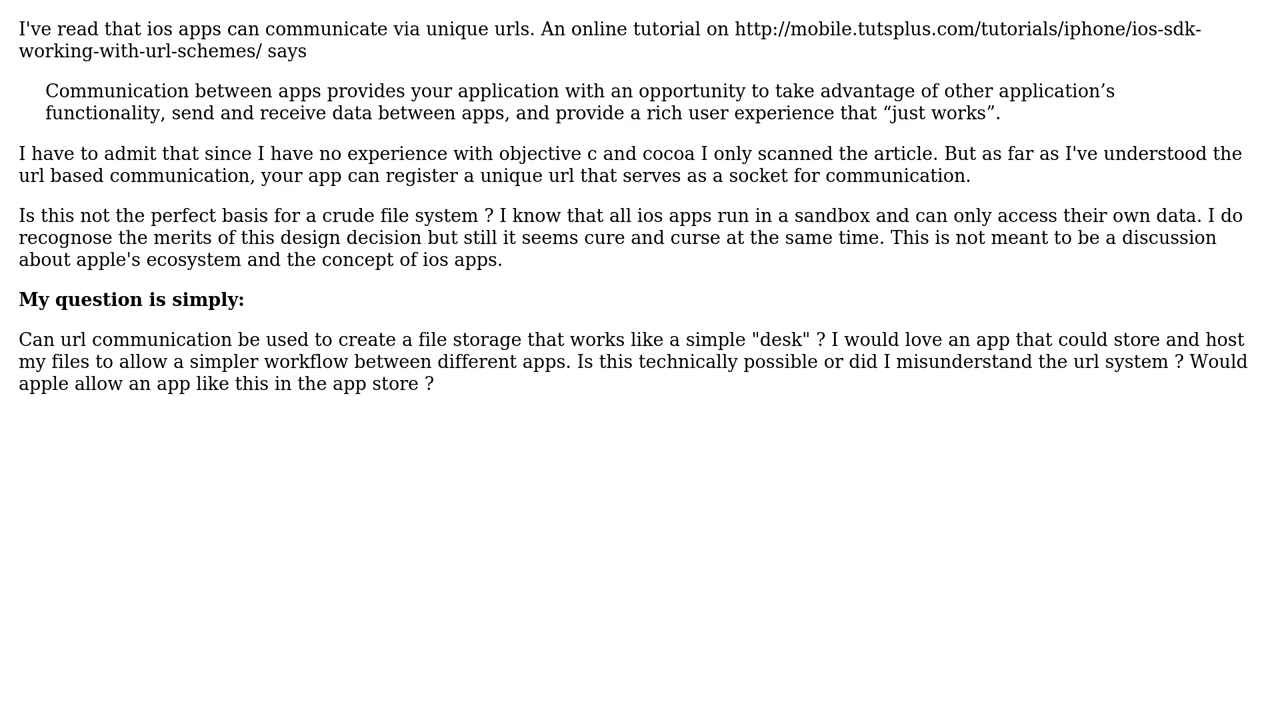 I've read that ios apps can communicate via unique urls. An online tutorial on http://mobile.tutsplus.com/tutorials/iphone/ios-sdk-
working-with-url-schemes/ says
Communication between apps provides your application with an opportunity to take advantage of other application’s
functionality, send and receive data between apps, and provide a rich user experience that “just works”.
I have to admit that since I have no experience with objective c and cocoa I only scanned the article. But as far as I've understood the
url based communication, your app can register a unique url that serves as a socket for communication.
Is this not the perfect basis for a crude file system ? I know that all ios apps run in a sandbox and can only access their own data. I do
recognose the merits of this design decision but still it seems cure and curse at the same time. This is not meant to be a discussion
about apple's ecosystem and the concept of ios apps.
My question is simply:
Can url communication be used to create a file storage that works like a simple "desk" ? I would love an app that could store and host
my files to allow a simpler workflow between different apps. Is this technically possible or did I misunderstand the url system ? Would
apple allow an app like this in the app store ?